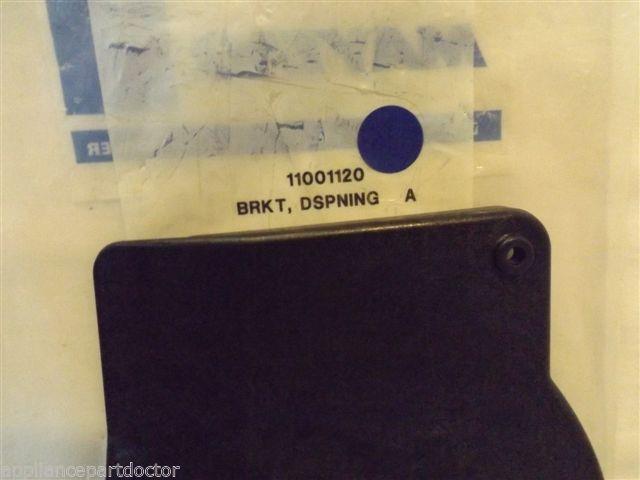 11001120
BRKT, DSPNING A
appliancepartdoctor